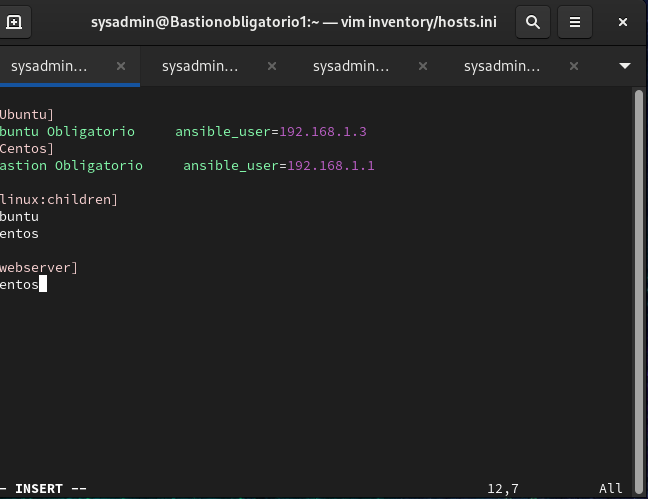 sysadmin@Bastionobligatorio1:~ — vim inventory/hosts.ini
sysadmin... sysadmin... sysadmin... sysadmin...
Ubuntu]
buntu Obligatorio ansible_user=192.168.1.3
Centos]
astion Obligatorio ansible_user=192.168.1.1
linux:children]
buntu
entos
webserver]
entos
- INSERT -- 12,7 All